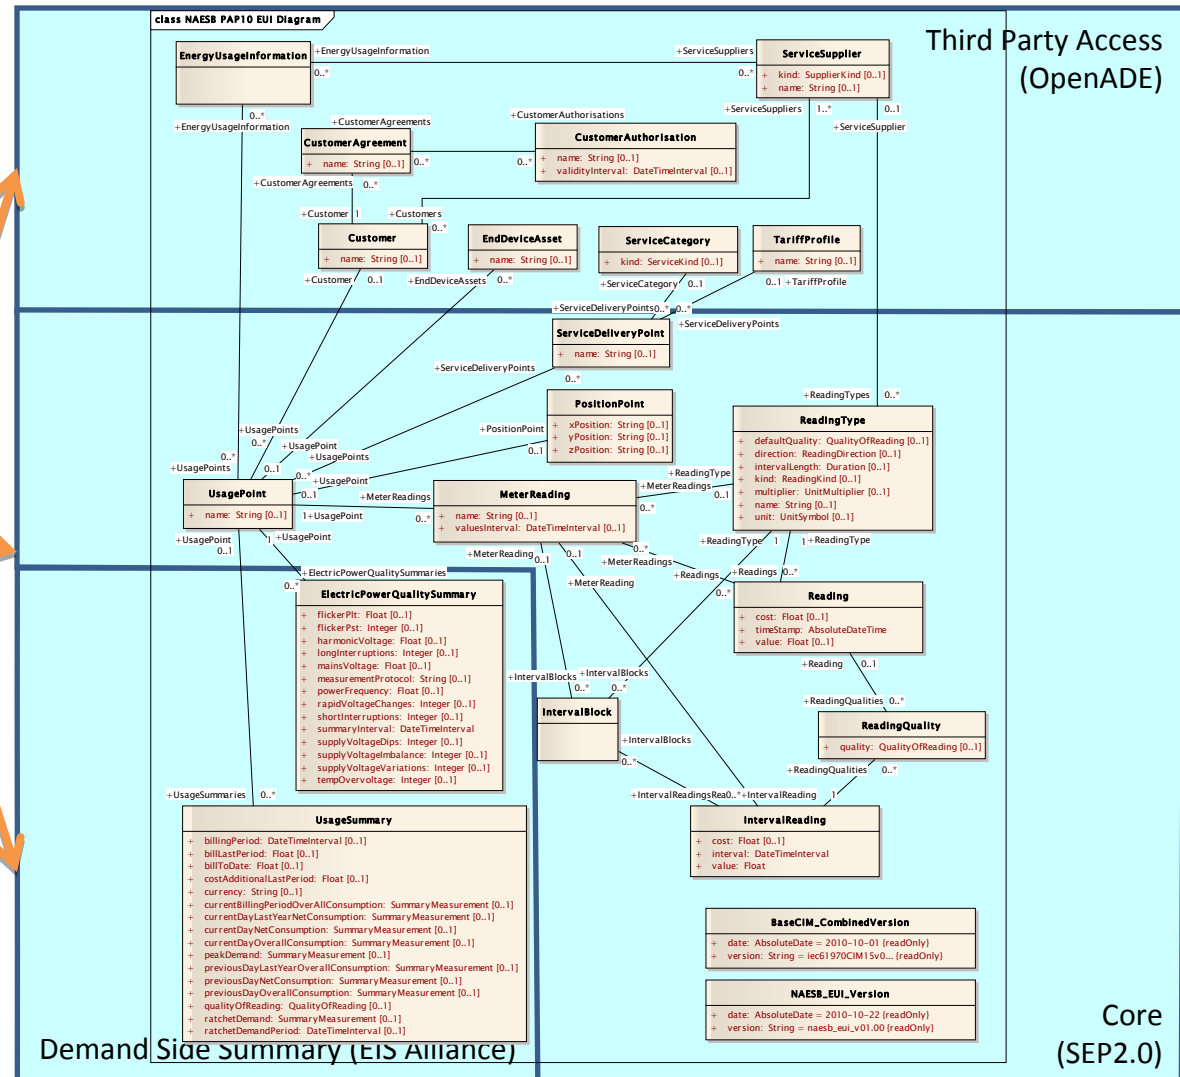 class NAESB PAP10 EUI Diagram
Third Party Access
(OpenADE)
EnergyUsageInformation
+EnergyUsageInformation
0..*
+ServiceSuppliers
0..*
ServiceSupplier
+ kind: SupplierKind [0..1]
+ name: String [0..1]
0..*
+EnergyUsageInformation
+ServiceSuppliers
1..*
0..1
+ServiceSupplier
+CustomerAgreements
+CustomerAuthorisations
CustomerAgreement
+ name: String [0..1]
0..*
0..*
CustomerAuthorisation
+ name: String [0..1]
+ validityInterval: DateTimeInterval [0..1]
+CustomerAgreements
0..*
+Customer
1
+Customers
0..*
Customer
+ name: String [0..1]
EndDeviceAsset
+ name: String [0..1]
ServiceCategory
+ kind: ServiceKind [0..1]
TariffProfile
+ name: String [0..1]
+Customer
0..1
+EndDeviceAssets
0..*
+ServiceCategory
0..1
0..1
+TariffProfile
+ServiceDeliveryPoints
0..*
0..*
+ServiceDeliveryPoints
ServiceDeliveryPoint
+ name: String [0..1]
+ServiceDeliveryPoints
0..*
+ReadingTypes
0..*
PositionPoint
+ xPosition: String [0..1]
+ yPosition: String [0..1]
+ zPosition: String [0..1]
+PositionPoint
0..1
ReadingType
+ defaultQuality: QualityOfReading [0..1]
+ direction: ReadingDirection [0..1]
+ intervalLength: Duration [0..1]
+ kind: ReadingKind [0..1]
+ multiplier: UnitMultiplier [0..1]
+ name: String [0..1]
+ unit: UnitSymbol [0..1]
+UsagePoints
0..*
+UsagePoint
0..*
+UsagePoints
+UsagePoints
0..1
0..*
+UsagePoint
0..1
UsagePoint
+ name: String [0..1]
+MeterReadings
1
+UsagePoint
0..*
MeterReading
+ name: String [0..1]
+ valuesInterval: DateTimeInterval [0..1]
+ReadingType
+MeterReadings
0..1
0..*
+UsagePoint
0..1
1
+UsagePoint
+MeterReading
0..1
0..1
0..*
+MeterReadings
+ReadingType
1
1
+ReadingType
+MeterReading
+Readings
+Readings
0..*
0..*
+ElectricPowerQualitySummaries
0..*
ElectricPowerQualitySummary
+ flickerPlt: Float [0..1]
+ flickerPst: Integer [0..1]
+ harmonicVoltage: Float [0..1]
+ longInterruptions: Integer [0..1]
+ mainsVoltage: Float [0..1]
+ measurementProtocol: String [0..1]
+ powerFrequency: Float [0..1]
+ rapidVoltageChanges: Integer [0..1]
+ shortInterruptions: Integer [0..1]
+ summaryInterval: DateTimeInterval
+ supplyVoltageDips: Integer [0..1]
+ supplyVoltageImbalance: Integer [0..1]
+ supplyVoltageVariations: Integer [0..1]
+ tempOvervoltage: Integer [0..1]
Reading
+ cost: Float [0..1]
+ timeStamp: AbsoluteDateTime
+ value: Float [0..1]
+Reading
0..1
+IntervalBlocks
+IntervalBlocks
0..*
0..*
+ReadingQualities
0..*
IntervalBlock
ReadingQuality
+ quality: QualityOfReading [0..1]
+IntervalBlocks
0..*
+ReadingQualities
0..*
+UsageSummaries
0..*
+IntervalReadingsRea
0..*
+IntervalReading
1
UsageSummary
+ billingPeriod: DateTimeInterval [0..1]
+ billLastPeriod: Float [0..1]
+ billToDate: Float [0..1]
+ costAdditionalLastPeriod: Float [0..1]
+ currency: String [0..1]
+ currentBillingPeriodOverAllConsumption: SummaryMeasurement [0..1]
+ currentDayLastYearNetConsumption: SummaryMeasurement [0..1]
+ currentDayNetConsumption: SummaryMeasurement [0..1]
+ currentDayOverallConsumption: SummaryMeasurement [0..1]
+ peakDemand: SummaryMeasurement [0..1]
+ previousDayLastYearOverallConsumption: SummaryMeasurement [0..1]
+ previousDayNetConsumption: SummaryMeasurement [0..1]
+ previousDayOverallConsumption: SummaryMeasurement [0..1]
+ qualityOfReading: QualityOfReading [0..1]
+ ratchetDemand: SummaryMeasurement [0..1]
+ ratchetDemandPeriod: DateTimeInterval [0..1]
IntervalReading
+ cost: Float [0..1]
+ interval: DateTimeInterval
+ value: Float
BaseCIM_CombinedVersion
+ date: AbsoluteDate = 2010-10-01 {readOnly}
+ version: String = iec61970CIM15v0... {readOnly}
NAESB_EUI_Version
+ date: AbsoluteDate = 2010-10-22 {readOnly}
+ version: String = naesb_eui_v01.00 {readOnly}
Demand Side Summary (EIS Alliance)
Core
(SEP2.0)